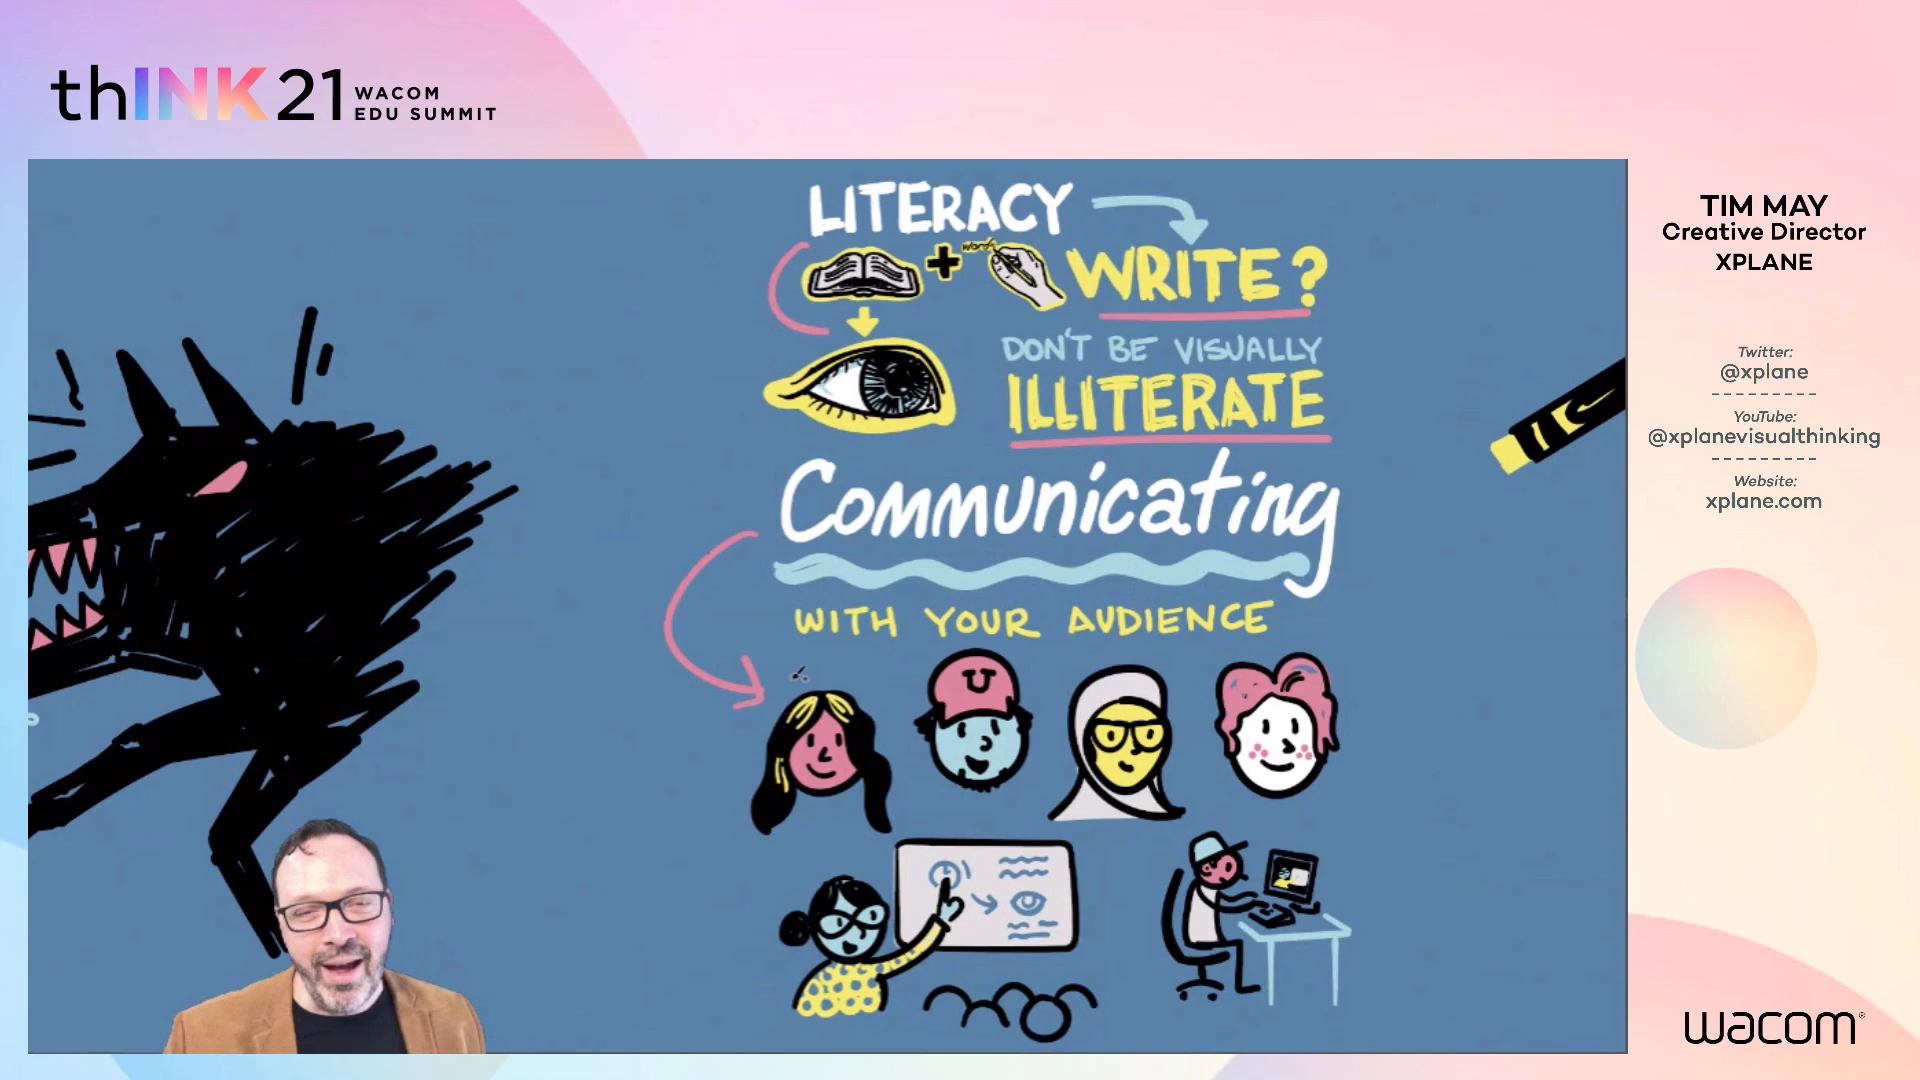 thINK21 WACOM
EDU SUMMIT
LITERACY
words
WRITE?
DON'T BE VISUALLY
ILLITERATE
Communicating
WITH YOUR AUDIENCE
U
TIM MAY
Creative Director
XPLANE
Twitter:
@xplane
YouTube:
@xplanevisualthinking
Website:
xplane.com
wacom®